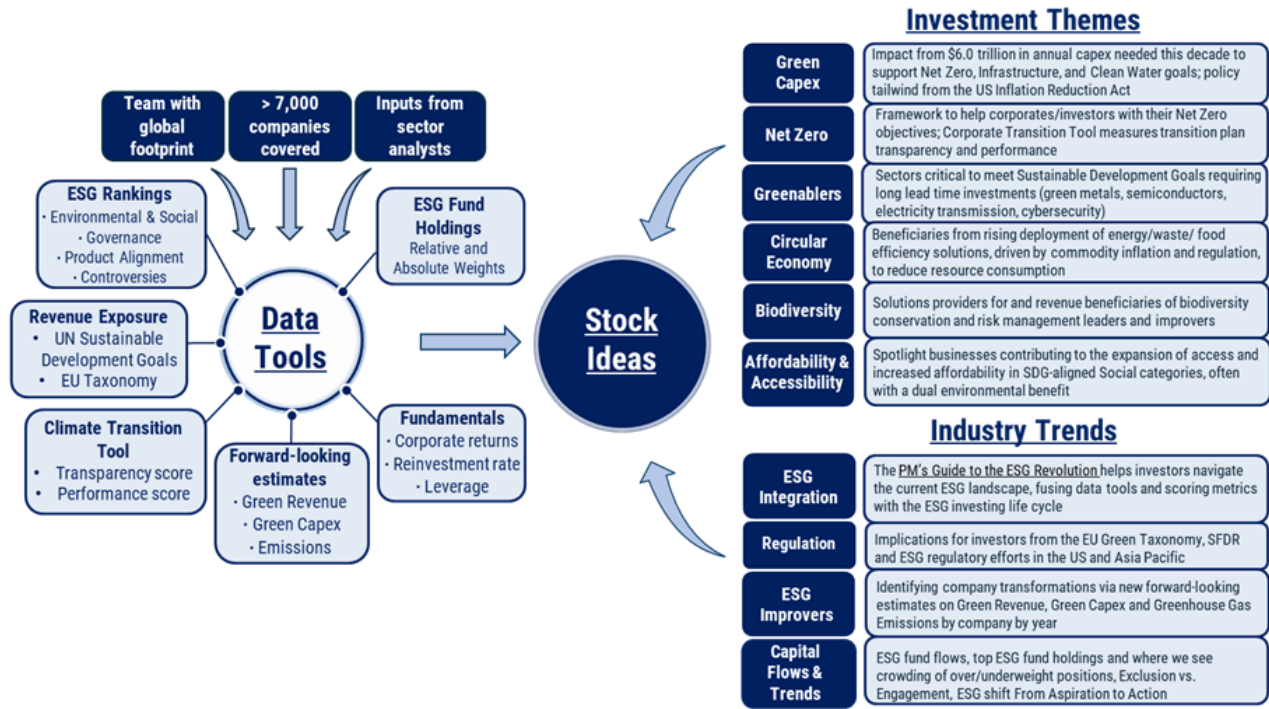 Team with
global
footprint
> 7,000
companies
covered
Inputs from
sector
analysts
ESG Rankings
· Environmental & Social
· Governance
· Product Alignment
· Controversies
ESG Fund
Holdings
Relative and
Absolute Weights
Revenue Exposure
• UN Sustainable
Development Goals
• EU Taxonomy
Data
Tools
Climate Transition
Tool
• Transparency score
• Performance score
Forward-looking
estimates
· Green Revenue
· Green Capex
· Emissions
Fundamentals
· Corporate returns
· Reinvestment rate
· Leverage
Stock
Ideas
Investment Themes
Green
Capex
Impact from $6.0 trillion in annual capex needed this decade to
support Net Zero, Infrastructure, and Clean Water goals; policy
tailwind from the US Inflation Reduction Act
Net Zero
Framework to help corporates/investors with their Net Zero
objectives; Corporate Transition Tool measures transition plan
transparency and performance
Greenablers
Sectors critical to meet Sustainable Development Goals requiring
long lead time investments (green metals, semiconductors,
electricity transmission, cybersecurity)
Circular
Economy
Beneficiaries from rising deployment of energy/waste/ food
efficiency solutions, driven by commodity inflation and regulation,
to reduce resource consumption
Biodiversity
Solutions providers for and revenue beneficiaries of biodiversity
conservation and risk management leaders and improvers
Affordability &
Accessibility
Spotlight businesses contributing to the expansion of access and
increased affordability in SDG-aligned Social categories, often
with a dual environmental benefit
Industry Trends
ESG
Integration
The PM's Guide to the ESG Revolution helps investors navigate
the current ESG landscape, fusing data tools and scoring metrics
with the ESG investing life cycle
Regulation
Implications for investors from the EU Green Taxonomy, SFDR
and ESG regulatory efforts in the US and Asia Pacific
ESG
Improvers
Identifying company transformations via new forward-looking
estimates on Green Revenue, Green Capex and Greenhouse Gas
Emissions by company by year
Capital
Flows &
Trends
ESG fund flows, top ESG fund holdings and where we see
crowding of over/underweight positions, Exclusion vs.
Engagement, ESG shift From Aspiration to Action